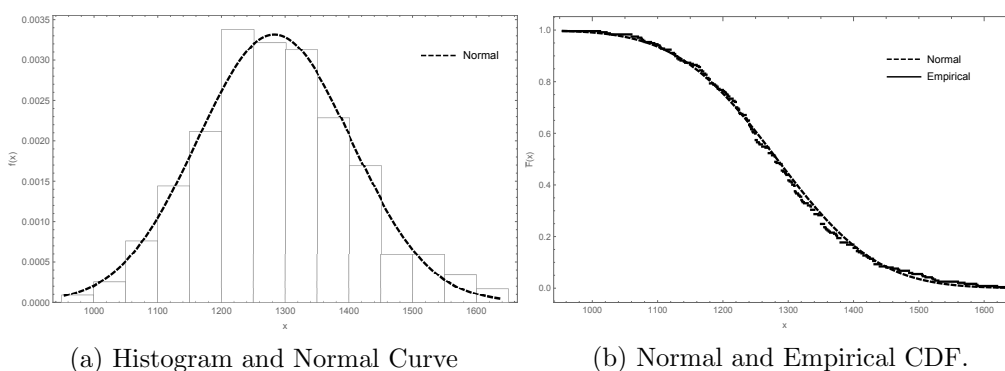 0.0035
0.0030
0.0025
0.0020
0.0015
0.0010
0.0005
0.0000
f(x)
Normal
1000 1100 1200 1300 1400 1500 1600
x
(a) Histogram and Normal Curve
1.0
0.8
0.6
0.4
0.2
0.0
F̅(x)
Normal
Empirical
1000 1100 1200 1300 1400 1500 1600
x
(b) Normal and Empirical CDF.